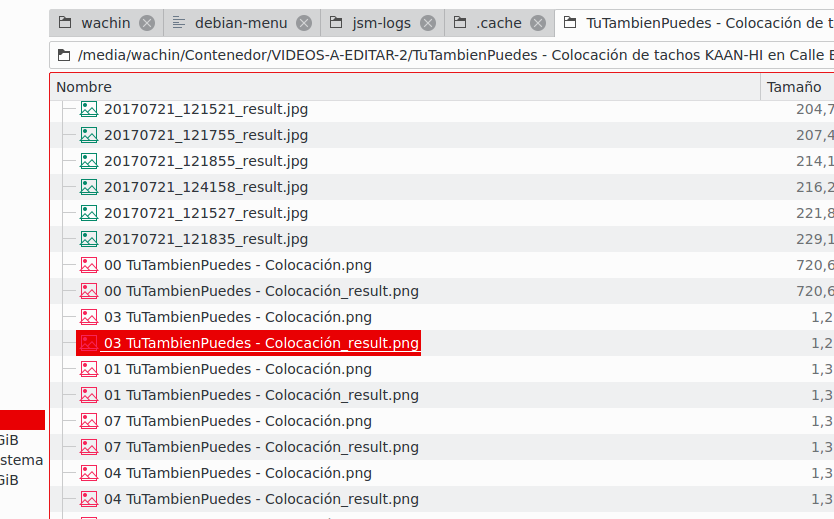 wachin debian-menu jsm-logs .cache TuTambienPuedes - Colocación de t
/media/wachin/Contenedor/VIDEOS-A-EDITAR-2/TuTambienPuedes - Colocación de tachos KAAN-HI en Calle E
Nombre Tamaño
20170721_121521_result.jpg 204,7
20170721_121755_result.jpg 207,4
20170721_121855_result.jpg 214,1
20170721_124158_result.jpg 216,2
20170721_121527_result.jpg 221,8
20170721_121835_result.jpg 229,1
00 TuTambienPuedes - Colocación.png 720,6
00 TuTambienPuedes - Colocación_result.png 720,6
03 TuTambienPuedes - Colocación.png 1,2
03 TuTambienPuedes - Colocación_result.png 1,2
01 TuTambienPuedes - Colocación.png 1,3
01 TuTambienPuedes - Colocación_result.png 1,3
07 TuTambienPuedes - Colocación.png 1,3
GiB
07 TuTambienPuedes - Colocación_result.png 1,3
stema
04 TuTambienPuedes - Colocación.png 1,3
GiB
04 TuTambienPuedes - Colocación_result.png 1,3